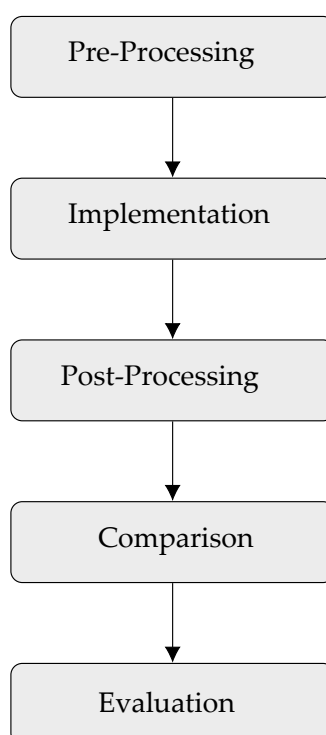 Pre-Processing
Implementation
Post-Processing
Comparison
Evaluation